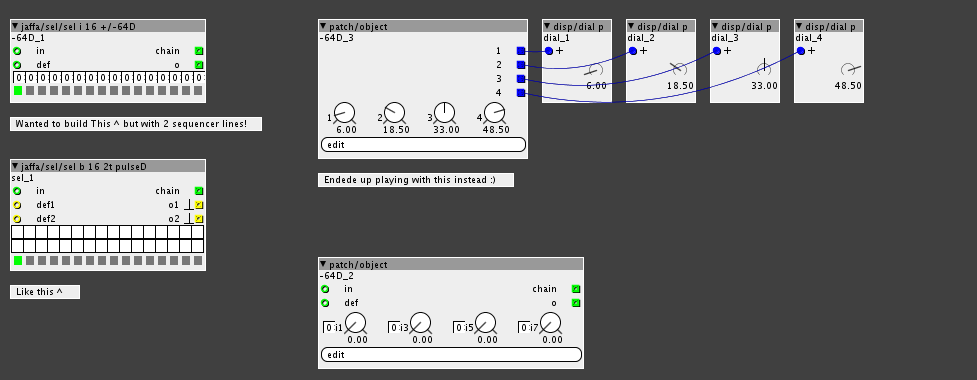 ▼ jaffa/sel/sel i 16 +/-64D
-64D_1
in chain
def o
0 0 0 0 0 0 0 0 0 0 0 0 0 0 0 0
Wanted to build This ^ but with 2 sequencer lines!
▼ jaffa/sel/sel b 16 2t pulseD
sel_1
in chain
def1 o1
def2 o2
Like this ^
▼ patch/object
-64D_3
1
2
3
4
1 2 3 4
6.00 18.50 33.00 48.50
edit
Endede up playing with this instead :)
▼ disp/dial p
dial_1
+
6.00
▼ disp/dial p
dial_2
+
18.50
▼ disp/dial p
dial_3
+
33.00
▼ disp/dial p
dial_4
+
48.50
▼ patch/object
-64D_2
in chain
def o
0 i1 0 i3 0 i5 0 i7
0.00 0.00 0.00 0.00
edit